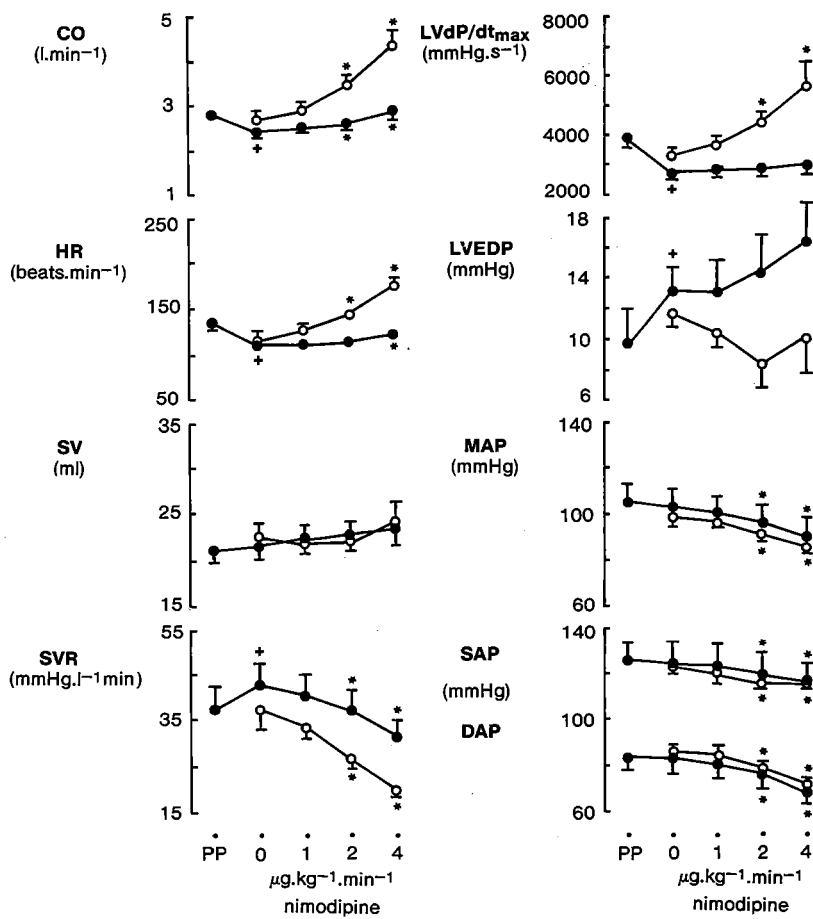 CO
(l.min−1)
5
3
1
*
*
+
*
*
LVdP/dtmax
(mmHg.s−1)
8000
6000
4000
2000
*
*
+
HR
(beats.min−1)
250
150
50
*
*
+
*
LVEDP
(mmHg)
18
14
10
6
+
SV
(ml)
35
25
15
MAP
(mmHg)
140
100
60
*
*
*
*
SVR
(mmHg.l−1min)
55
35
15
+
*
*
*
*
SAP
(mmHg)
DAP
140
120
100
80
60
*
*
*
*
*
*
*
*
PP 0 1 2 4
μg.kg−1.min−1
nimodipine
PP 0 1 2 4
μg.kg−1.min−1
nimodipine